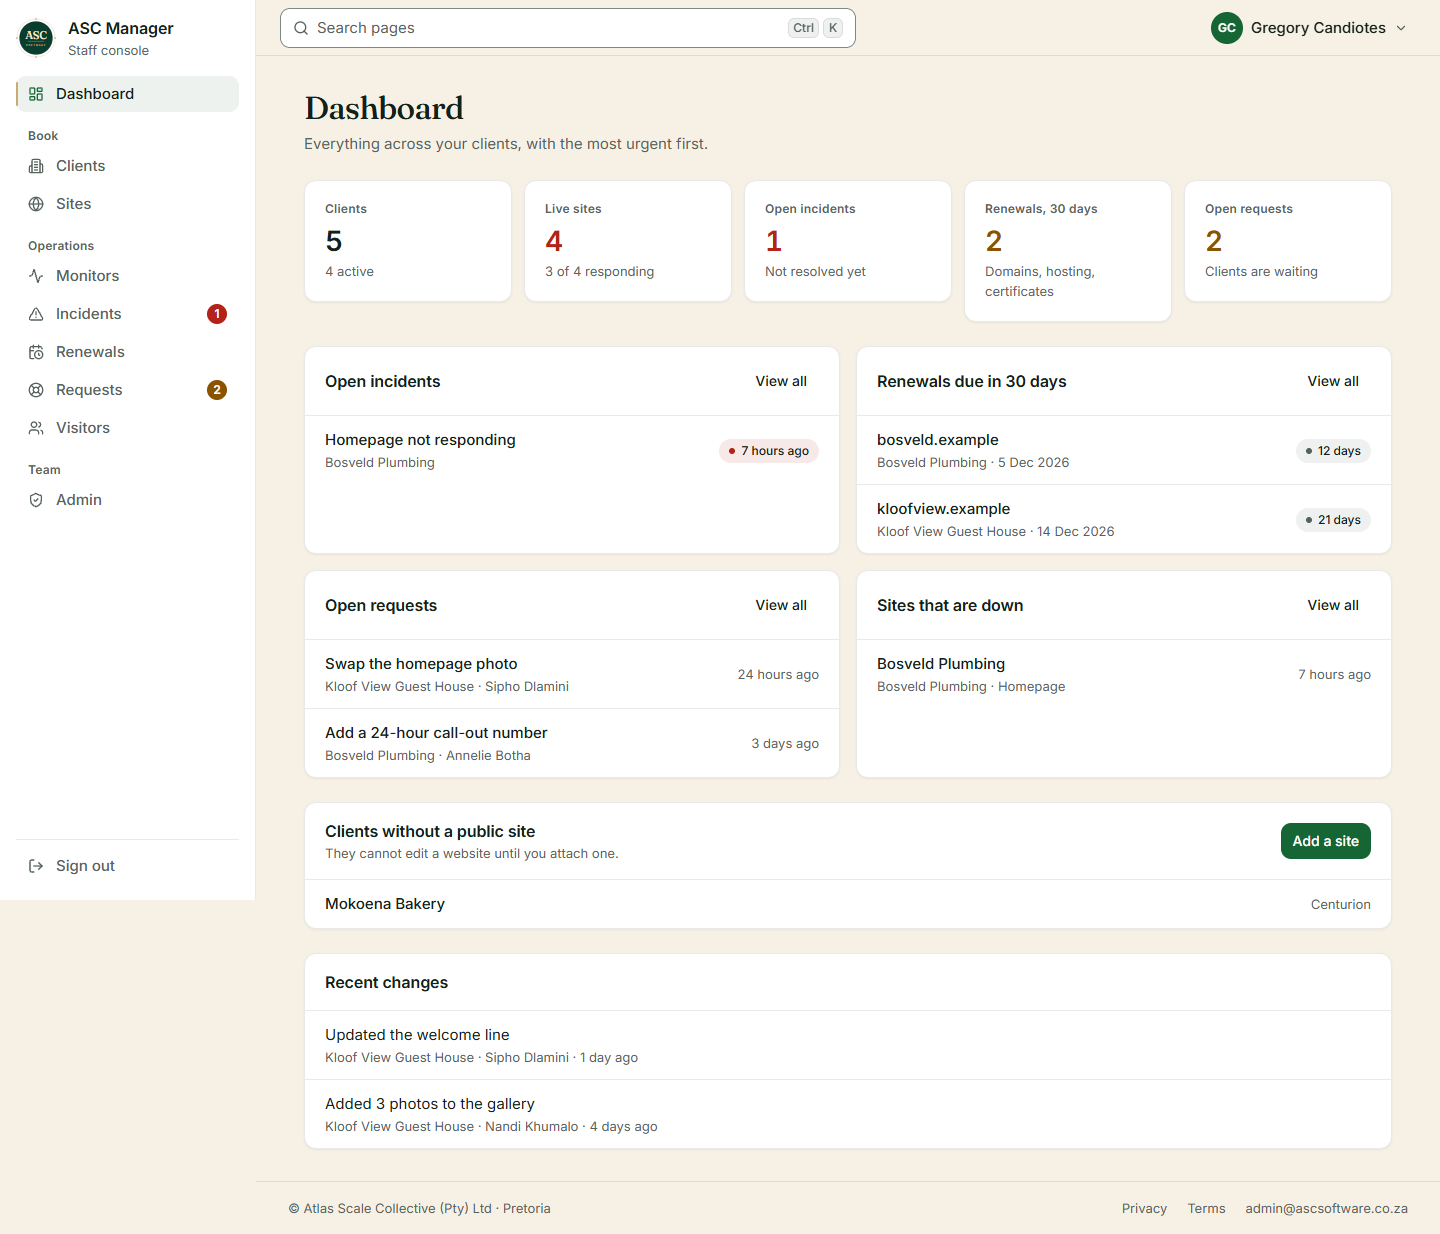 ASC
ASC Manager
Staff console
Dashboard
Book
Clients
Sites
Operations
Monitors
Incidents 1
Renewals
Requests 2
Visitors
Team
Admin
Sign out
Search pages Ctrl K
GC Gregory Candiotes
Dashboard
Everything across your clients, with the most urgent first.
Clients
5
4 active
Live sites
4
3 of 4 responding
Open incidents
1
Not resolved yet
Renewals, 30 days
2
Domains, hosting,
certificates
Open requests
2
Clients are waiting
Open incidents View all
Homepage not responding
Bosveld Plumbing
7 hours ago
Renewals due in 30 days View all
bosveld.example
Bosveld Plumbing · 5 Dec 2026
12 days
kloofview.example
Kloof View Guest House · 14 Dec 2026
21 days
Open requests View all
Swap the homepage photo
Kloof View Guest House · Sipho Dlamini
24 hours ago
Add a 24-hour call-out number
Bosveld Plumbing · Annelie Botha
3 days ago
Sites that are down View all
Bosveld Plumbing
Bosveld Plumbing · Homepage
7 hours ago
Clients without a public site
They cannot edit a website until you attach one.
Add a site
Mokoena Bakery Centurion
Recent changes
Updated the welcome line
Kloof View Guest House · Sipho Dlamini · 1 day ago
Added 3 photos to the gallery
Kloof View Guest House · Nandi Khumalo · 4 days ago
© Atlas Scale Collective (Pty) Ltd · Pretoria
Privacy Terms admin@ascsoftware.co.za